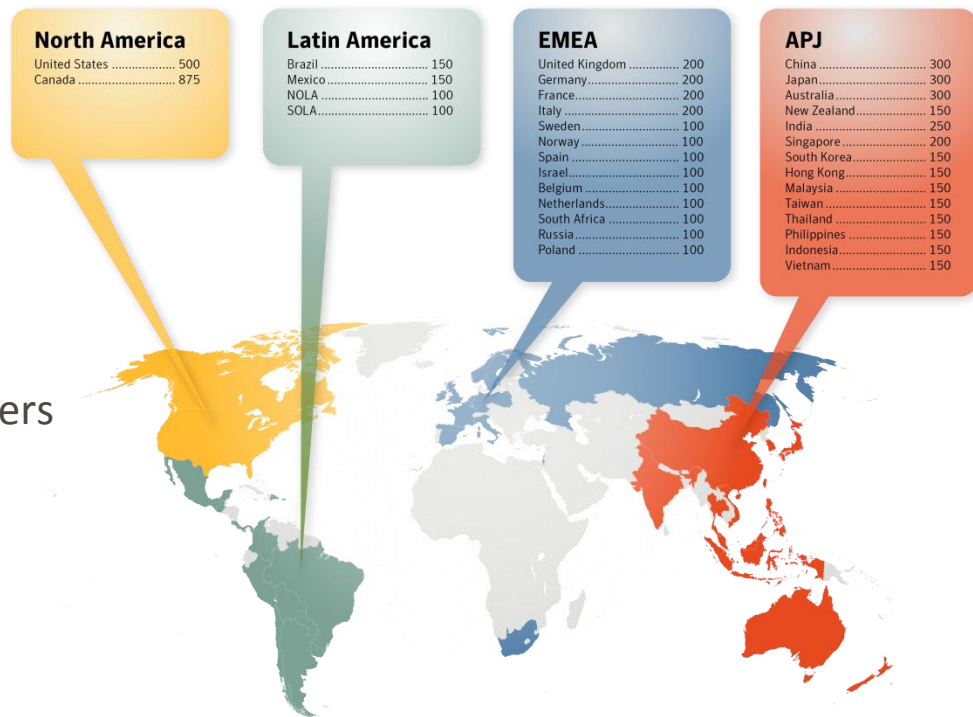 North America
United States ................ 500
Canada ........................ 875
Latin America
Brazil ............................ 150
Mexico .......................... 150
NOLA ............................ 100
SOLA ............................ 100
EMEA
United Kingdom ........... 200
Germany ...................... 200
France .......................... 200
Italy .............................. 200
Sweden ........................ 100
Norway ........................ 100
Spain ............................ 100
Israel ............................ 100
Belgium ........................ 100
Netherlands ................. 100
South Africa ................. 100
Russia .......................... 100
Poland .......................... 100
APJ
China ............................ 300
Japan ............................ 300
Australia ...................... 300
New Zealand ................ 150
India ............................. 250
Singapore ..................... 200
South Korea ................. 150
Hong Kong ................... 150
Malaysia ....................... 150
Taiwan .......................... 150
Thailand ....................... 150
Philippines ................... 150
Indonesia ..................... 150
Vietnam ........................ 150
ers